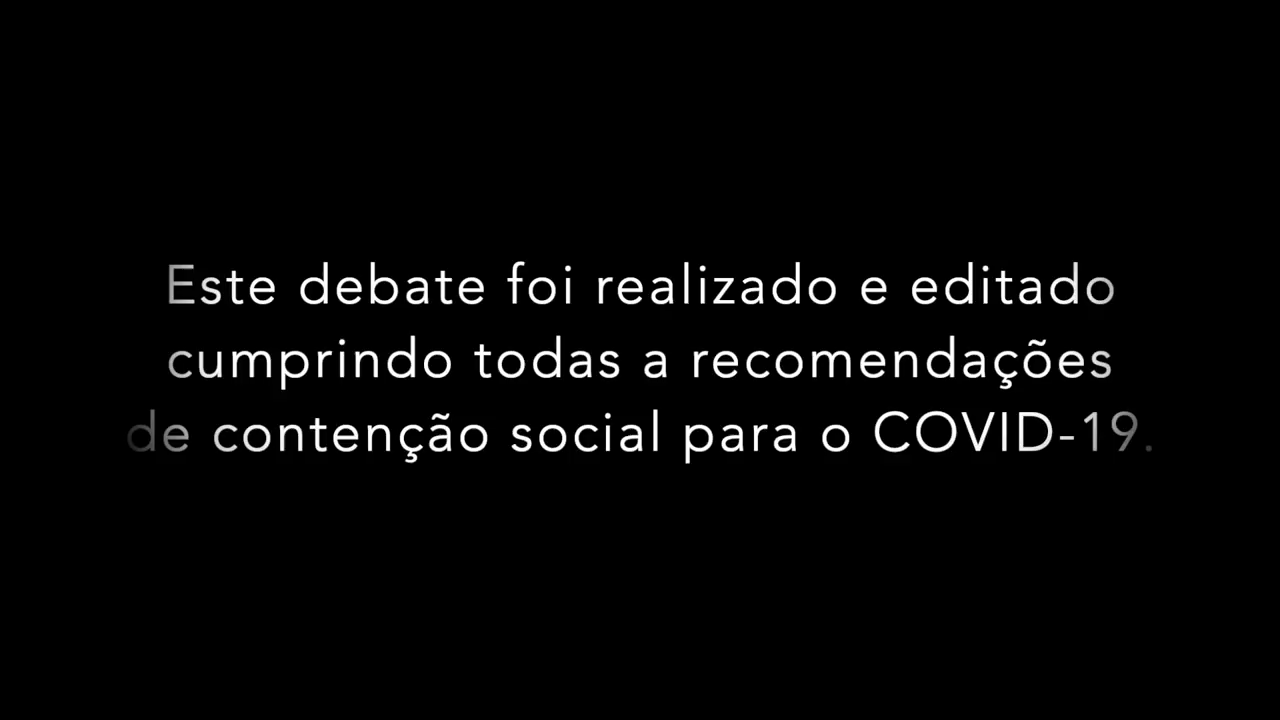 Este debate foi realizado e editado
cumprindo todas a recomendações
de contenção social para o COVID-19.